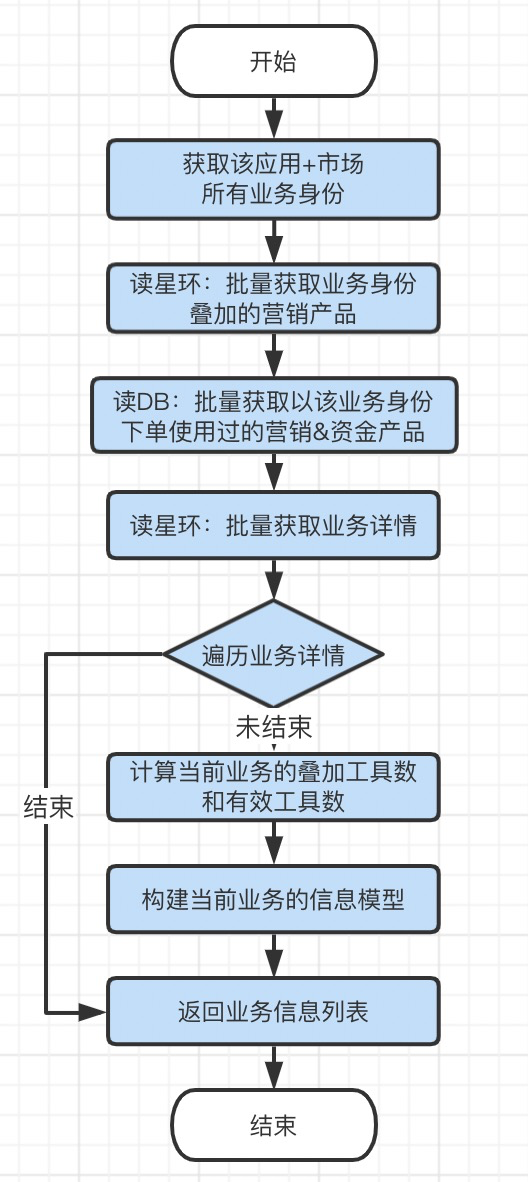 开始
获取该应用+市场
所有业务身份
读星环：批量获取业务身份
叠加的营销产品
读DB：批量获取以该业务身份
下单使用过的营销&资金产品
读星环：批量获取业务详情
遍历业务详情
未结束
计算当前业务的叠加工具数
和有效工具数
结束
构建当前业务的信息模型
返回业务信息列表
结束